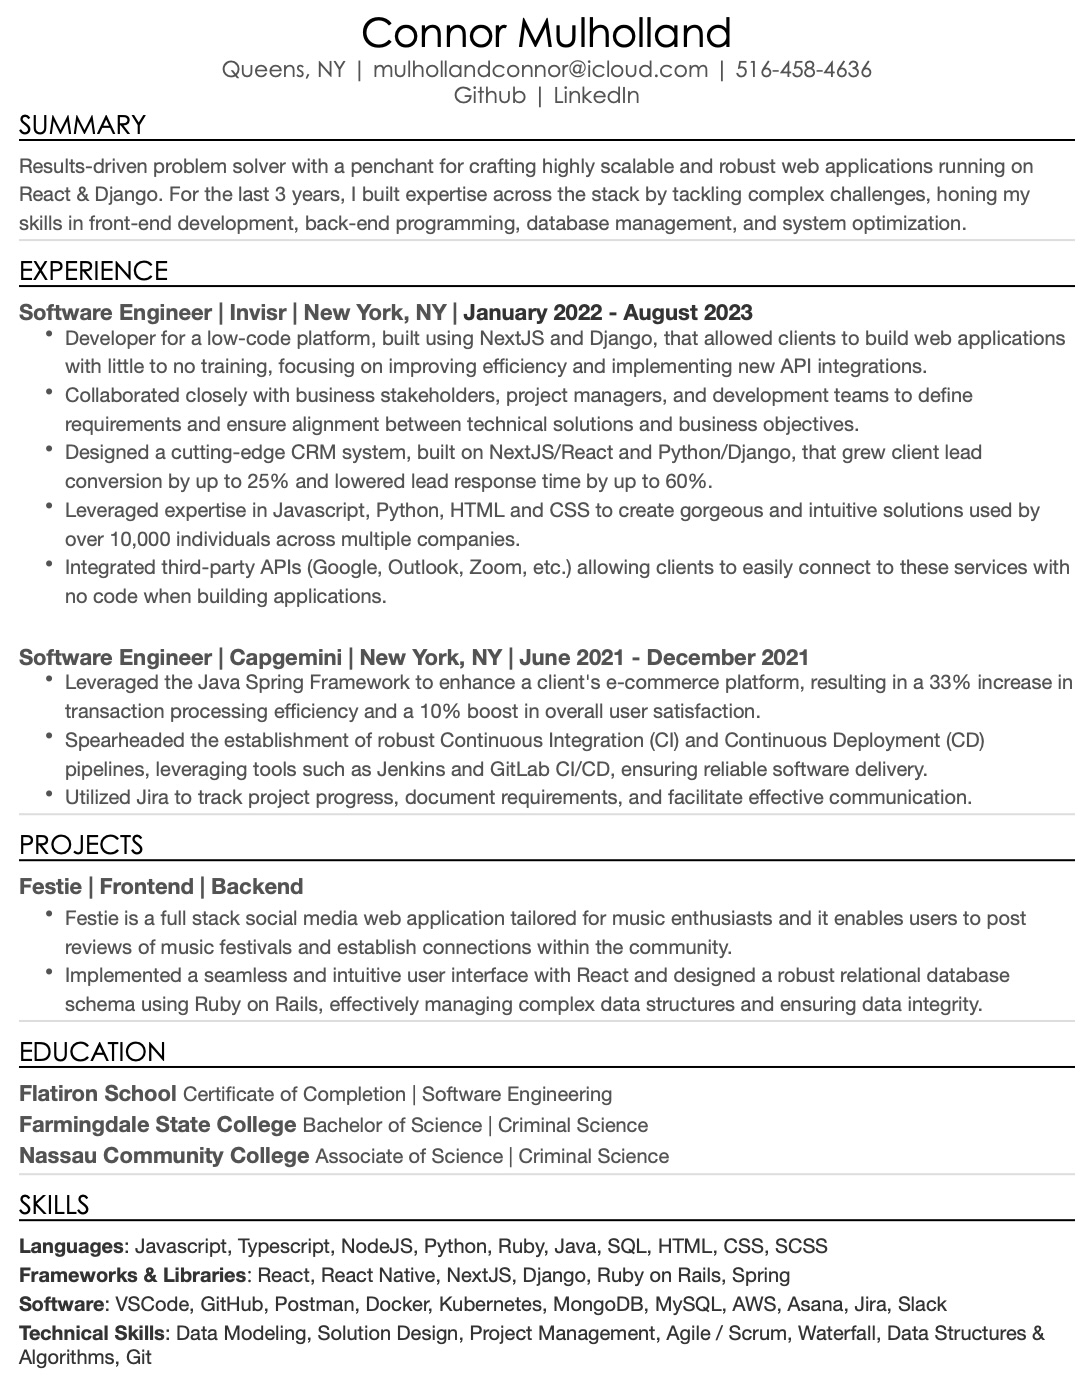 Connor Mulholland
Queens, NY | mulhollandconnor@icloud.com | 516-458-4636
Github | LinkedIn
SUMMARY
Results-driven problem solver with a penchant for crafting highly scalable and robust web applications running on
React & Django. For the last 3 years, I built expertise across the stack by tackling complex challenges, honing my
skills in front-end development, back-end programming, database management, and system optimization.
EXPERIENCE
Software Engineer | Invisr | New York, NY | January 2022 - August 2023
• Developer for a low-code platform, built using NextJS and Django, that allowed clients to build web applications
with little to no training, focusing on improving efficiency and implementing new API integrations.
• Collaborated closely with business stakeholders, project managers, and development teams to define
requirements and ensure alignment between technical solutions and business objectives.
• Designed a cutting-edge CRM system, built on NextJS/React and Python/Django, that grew client lead
conversion by up to 25% and lowered lead response time by up to 60%.
• Leveraged expertise in Javascript, Python, HTML and CSS to create gorgeous and intuitive solutions used by
over 10,000 individuals across multiple companies.
• Integrated third-party APIs (Google, Outlook, Zoom, etc.) allowing clients to easily connect to these services with
no code when building applications.
Software Engineer | Capgemini | New York, NY | June 2021 - December 2021
• Leveraged the Java Spring Framework to enhance a client's e-commerce platform, resulting in a 33% increase in
transaction processing efficiency and a 10% boost in overall user satisfaction.
• Spearheaded the establishment of robust Continuous Integration (CI) and Continuous Deployment (CD)
pipelines, leveraging tools such as Jenkins and GitLab CI/CD, ensuring reliable software delivery.
• Utilized Jira to track project progress, document requirements, and facilitate effective communication.
PROJECTS
Festie | Frontend | Backend
• Festie is a full stack social media web application tailored for music enthusiasts and it enables users to post
reviews of music festivals and establish connections within the community.
• Implemented a seamless and intuitive user interface with React and designed a robust relational database
schema using Ruby on Rails, effectively managing complex data structures and ensuring data integrity.
EDUCATION
Flatiron School Certificate of Completion | Software Engineering
Farmingdale State College Bachelor of Science | Criminal Science
Nassau Community College Associate of Science | Criminal Science
SKILLS
Languages: Javascript, Typescript, NodeJS, Python, Ruby, Java, SQL, HTML, CSS, SCSS
Frameworks & Libraries: React, React Native, NextJS, Django, Ruby on Rails, Spring
Software: VSCode, GitHub, Postman, Docker, Kubernetes, MongoDB, MySQL, AWS, Asana, Jira, Slack
Technical Skills: Data Modeling, Solution Design, Project Management, Agile / Scrum, Waterfall, Data Structures &
Algorithms, Git